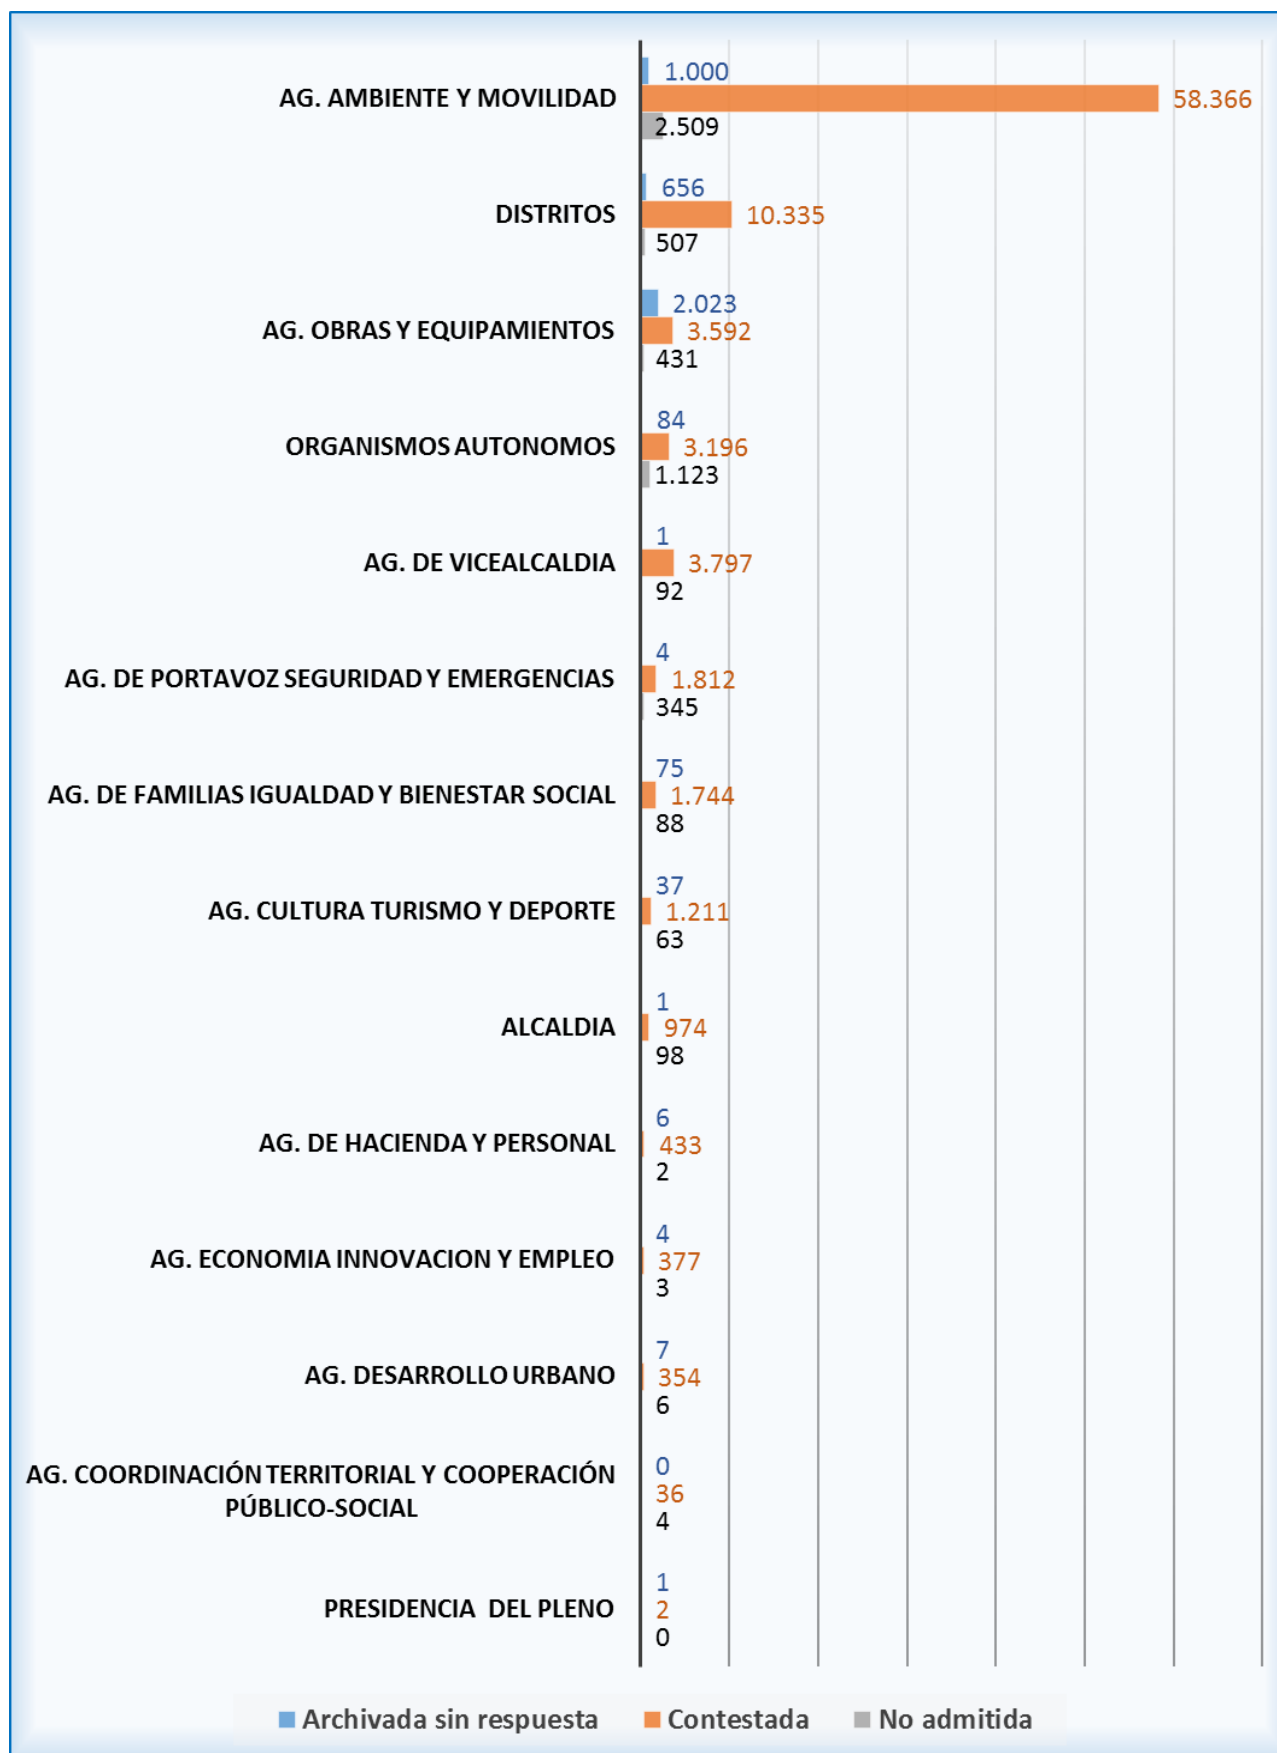 1.000
AG. AMBIENTE Y MOVILIDAD 58.366
2.509
656
DISTRITOS 10.335
507
2.023
AG. OBRAS Y EQUIPAMIENTOS 3.592
431
84
ORGANISMOS AUTONOMOS 3.196
1.123
1
AG. DE VICEALCALDIA 3.797
92
4
AG. DE PORTAVOZ SEGURIDAD Y EMERGENCIAS 1.812
345
75
AG. DE FAMILIAS IGUALDAD Y BIENESTAR SOCIAL 1.744
88
37
AG. CULTURA TURISMO Y DEPORTE 1.211
63
1
ALCALDIA 974
98
6
AG. DE HACIENDA Y PERSONAL 433
2
4
AG. ECONOMIA INNOVACION Y EMPLEO 377
3
7
AG. DESARROLLO URBANO 354
6
0
AG. COORDINACIÓN TERRITORIAL Y COOPERACIÓN
36
PÚBLICO-SOCIAL
4
1
PRESIDENCIA DEL PLENO 2
0
Archivada sin respuesta Contestada No admitida